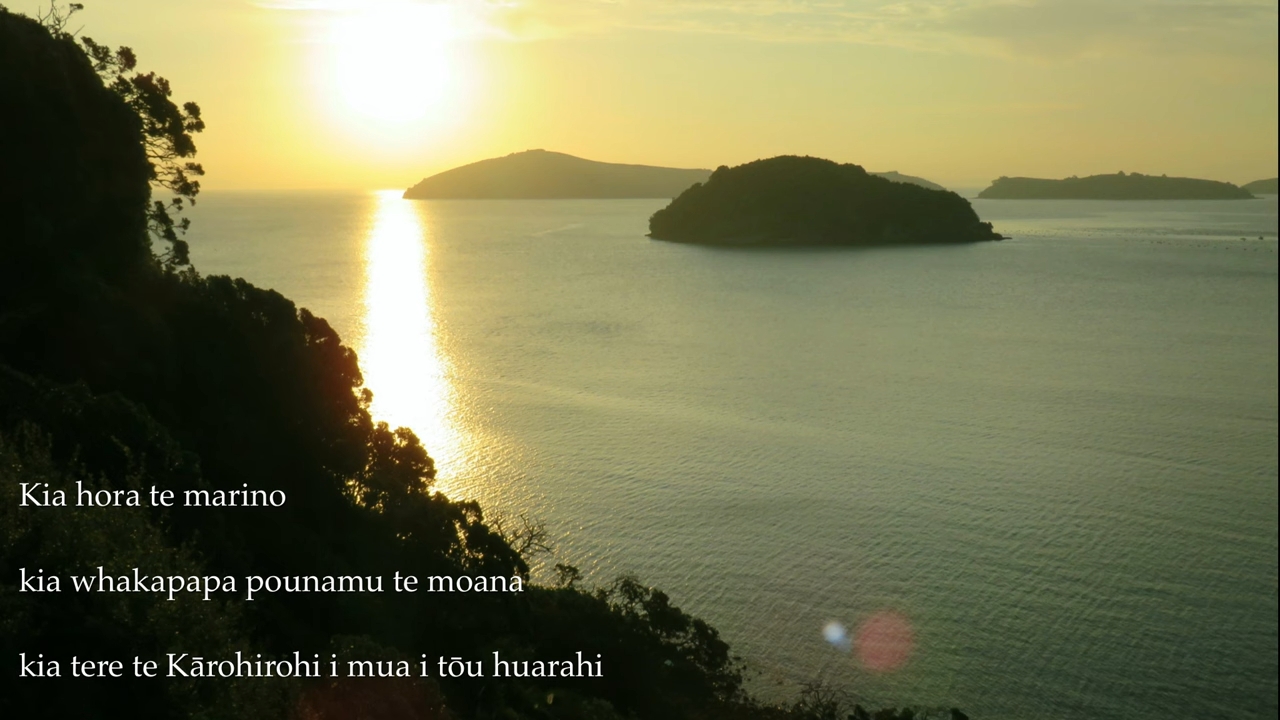 Kia hora te marino
kia whakapapa pounamu te moana
kia tere te Kārohirohi i mua i tōu huarahi